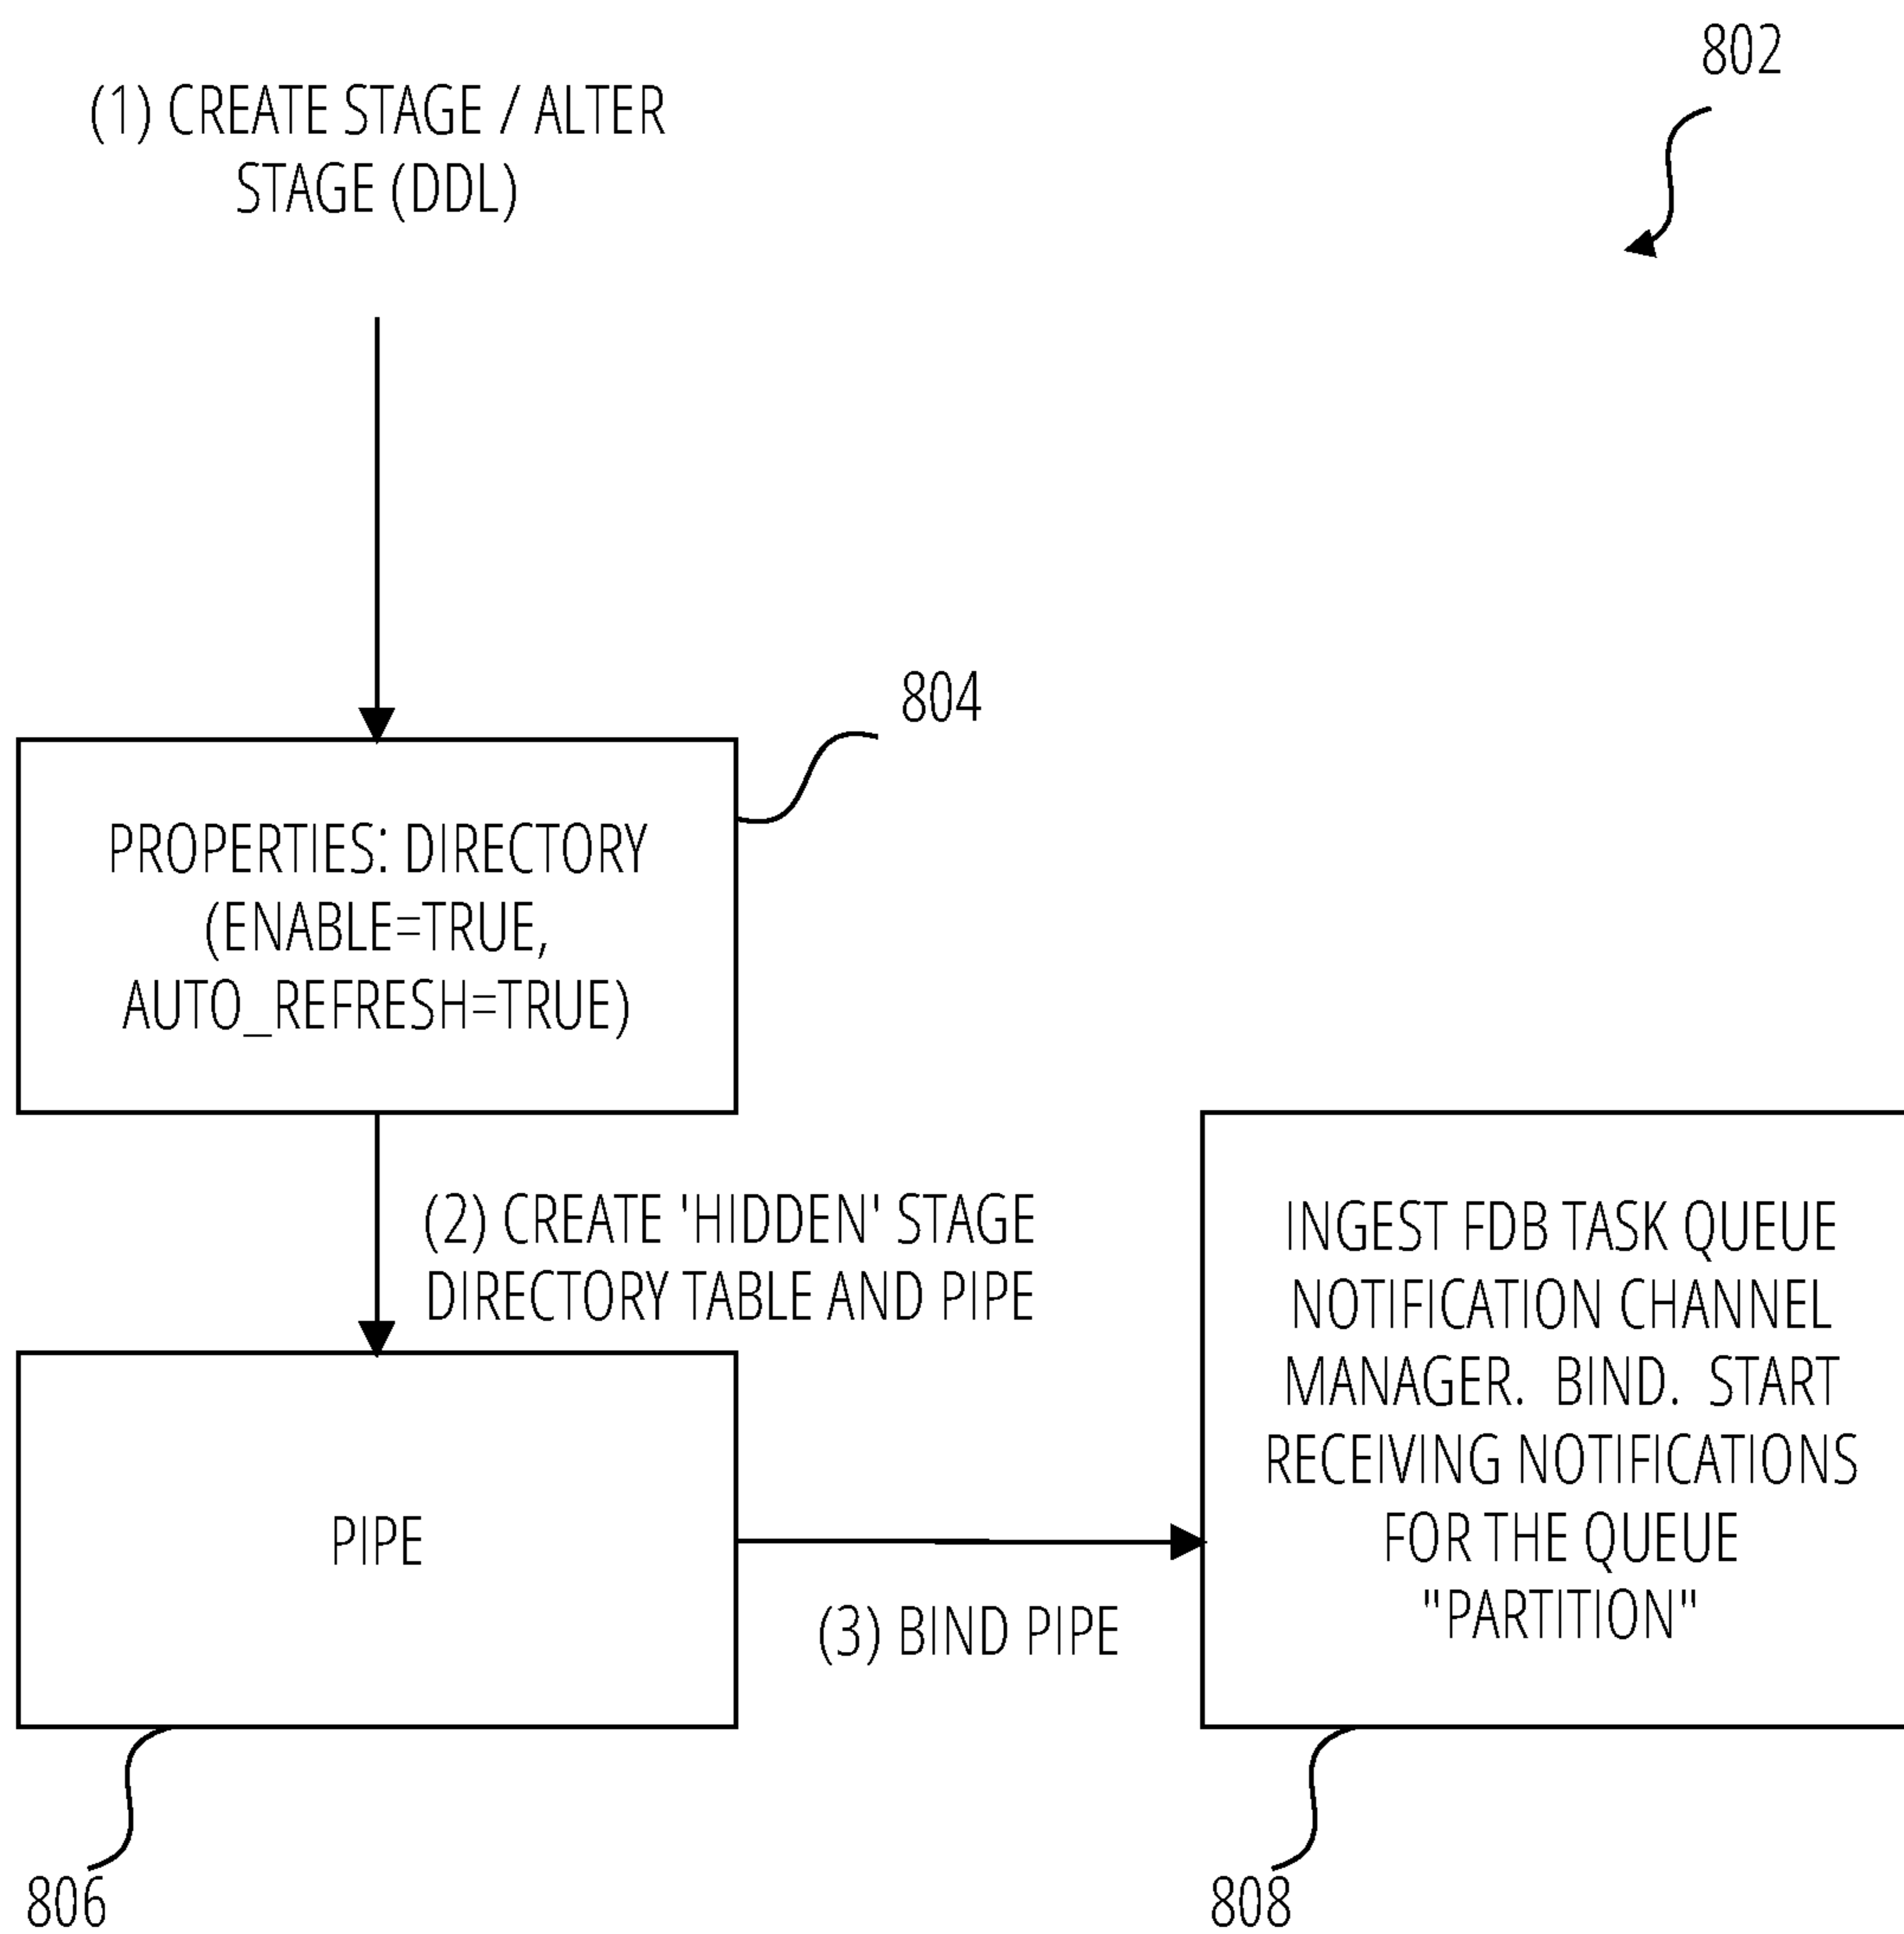 802
(1) CREATE STAGE / ALTER
STAGE (DDL)
804
PROPERTIES: DIRECTORY
(ENABLE=TRUE,
AUTO_REFRESH=TRUE)
(2) CREATE 'HIDDEN' STAGE
DIRECTORY TABLE AND PIPE
INGEST FDB TASK QUEUE
NOTIFICATION CHANNEL
MANAGER.  BIND.  START
RECEIVING NOTIFICATIONS
FOR THE QUEUE
"PARTITION"
PIPE
(3) BIND PIPE
806
808